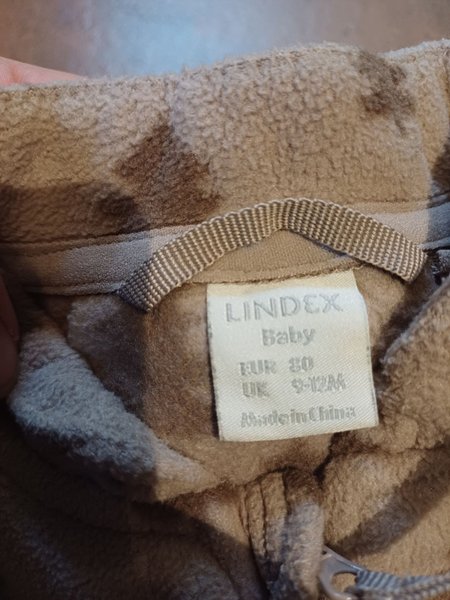 LINDEX
Baby
EUR 80
UK 9-12M
Made in China